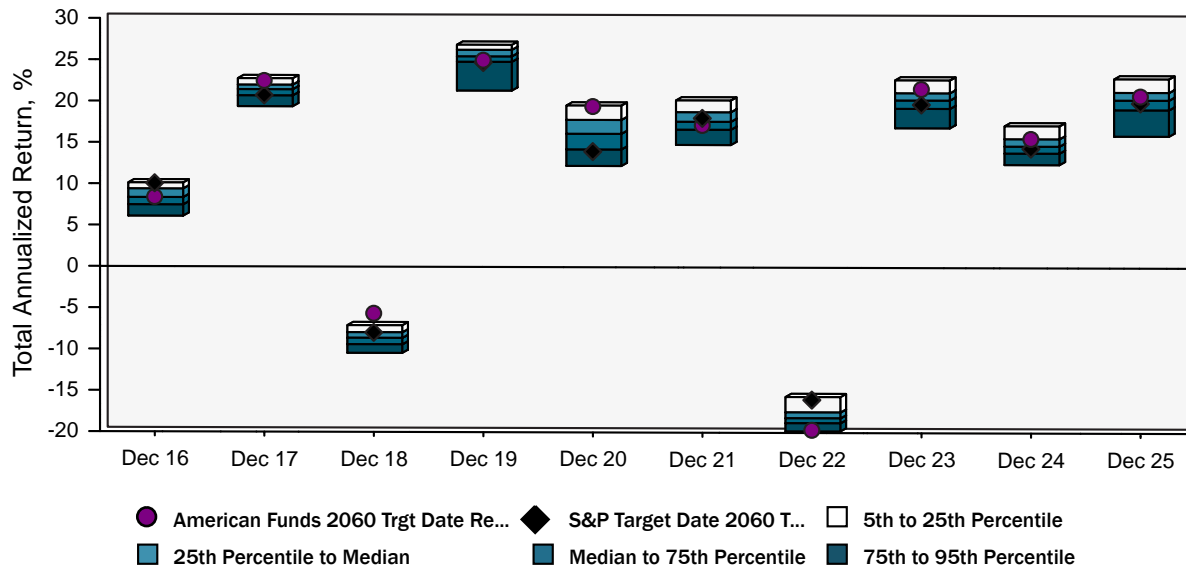 Total Annualized Return, %
30
25
20
15
10
5
0
-5
-10
-15
-20
Dec 16 Dec 17 Dec 18 Dec 19 Dec 20 Dec 21 Dec 22 Dec 23 Dec 24 Dec 25
American Funds 2060 Trgt Date Re... S&P Target Date 2060 T... 5th to 25th Percentile
25th Percentile to Median Median to 75th Percentile 75th to 95th Percentile